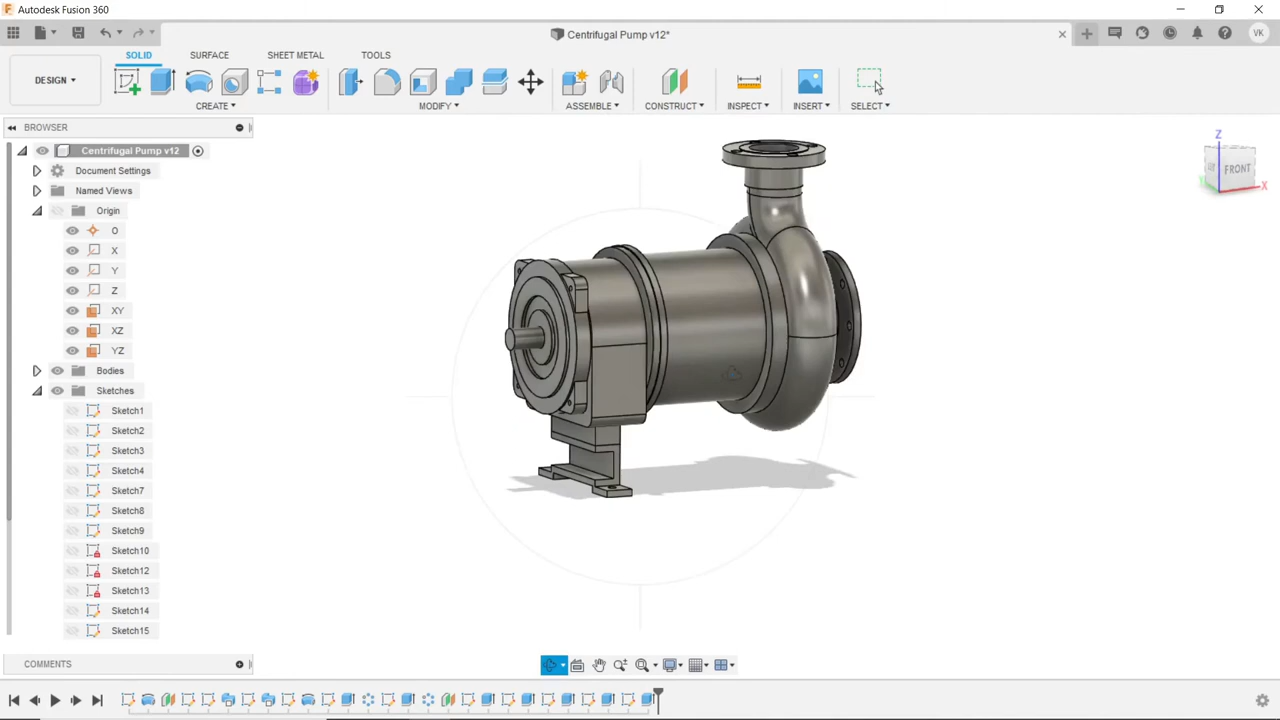 Autodesk Fusion 360
Centrifugal Pump v12*
VK
DESIGN
SOLID
SURFACE
SHEET METAL
TOOLS
CREATE
MODIFY
ASSEMBLE
CONSTRUCT
INSPECT
INSERT
SELECT
BROWSER
Centrifugal Pump v12
Document Settings
Named Views
Origin
O
X
Y
Z
XY
XZ
YZ
Bodies
Sketches
Sketch1
Sketch2
Sketch3
Sketch4
Sketch7
Sketch8
Sketch9
Sketch10
Sketch12
Sketch13
Sketch14
Sketch15
COMMENTS
Z
FRONT
X